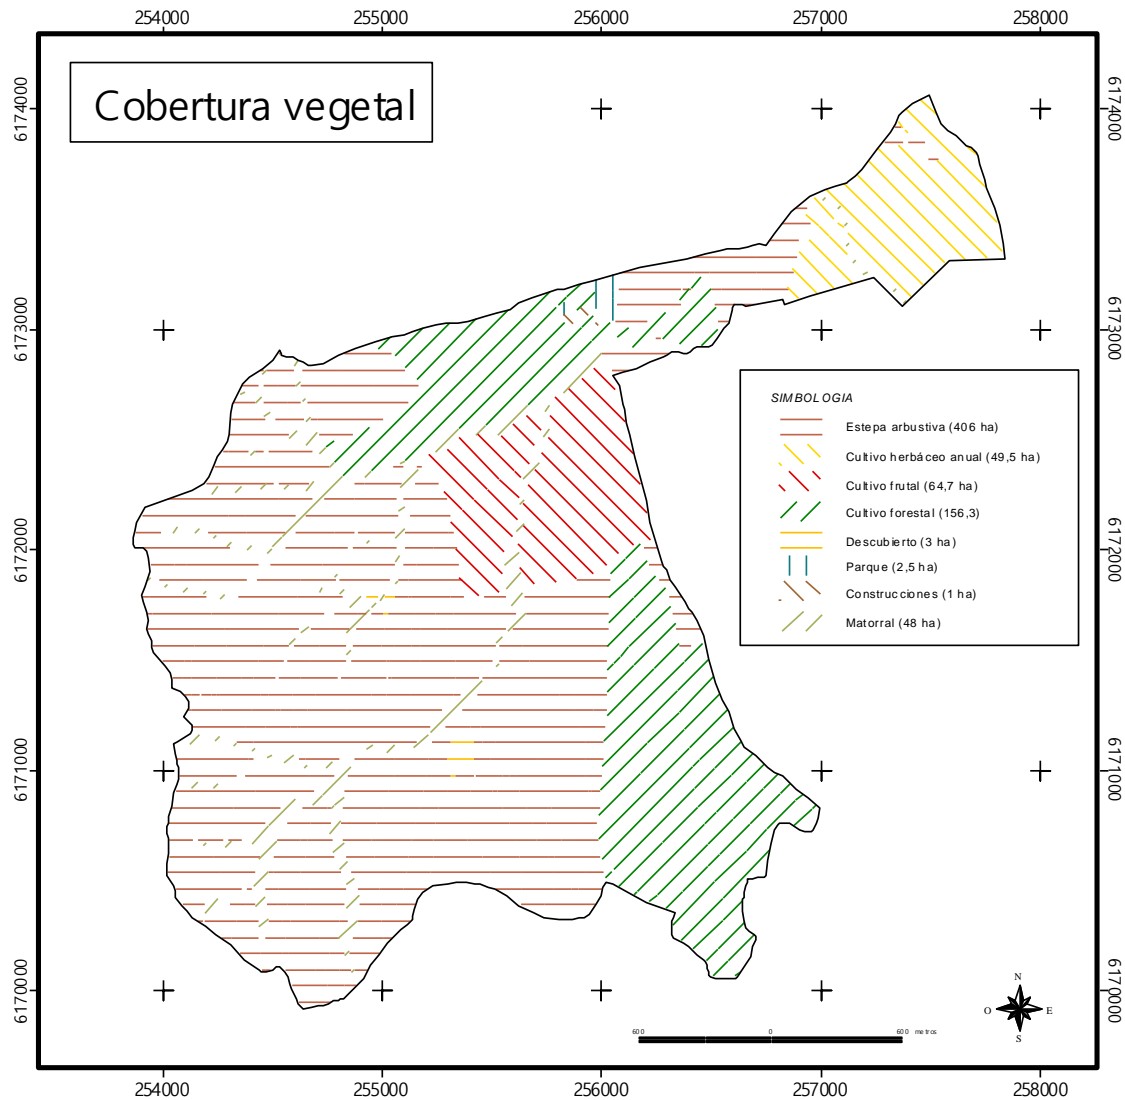 254000 255000 256000 257000 258000
Cobertura vegetal
6174000 6174000
6173000 6173000
SIMBOLOGIA
Estepa arbustiva (406 ha)
Cultivo herbáceo anual (49,5 ha)
Cultivo frutal (64,7 ha)
Cultivo forestal (156,3)
Descubierto (3 ha)
Parque (2,5 ha)
Construcciones (1 ha)
Matorral (48 ha)
6172000 6172000
6171000 6171000
6170000 6170000
N
O E
S
600 0 600 metros
254000 255000 256000 257000 258000